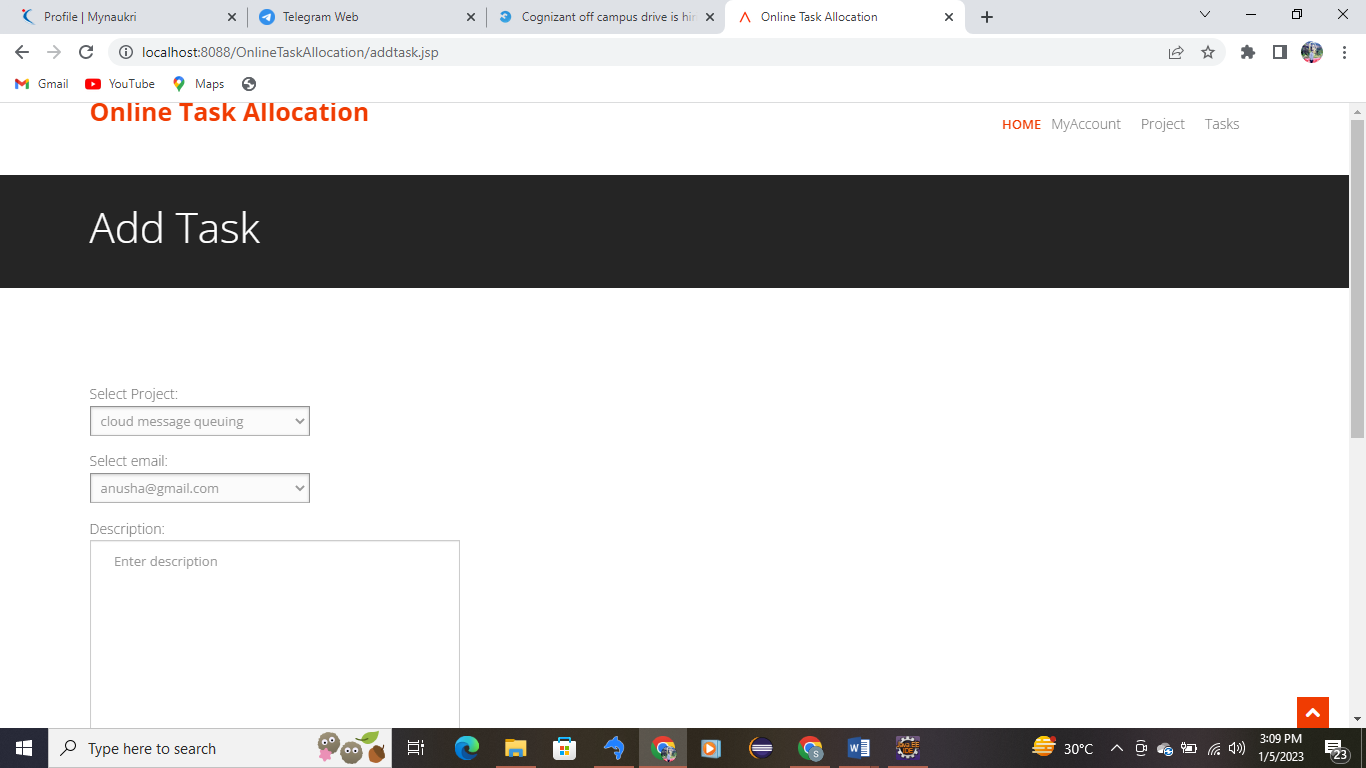 Profile | Mynaukri
Telegram Web
Cognizant off campus drive is hir
Online Task Allocation
localhost:8088/OnlineTaskAllocation/addtask.jsp
Gmail
YouTube
Maps
Online Task Allocation
HOME MyAccount Project Tasks
Add Task
Select Project:
cloud message queuing
Select email:
anusha@gmail.com
Description:
Enter description
Type here to search
30°C
3:09 PM
1/5/2023
23